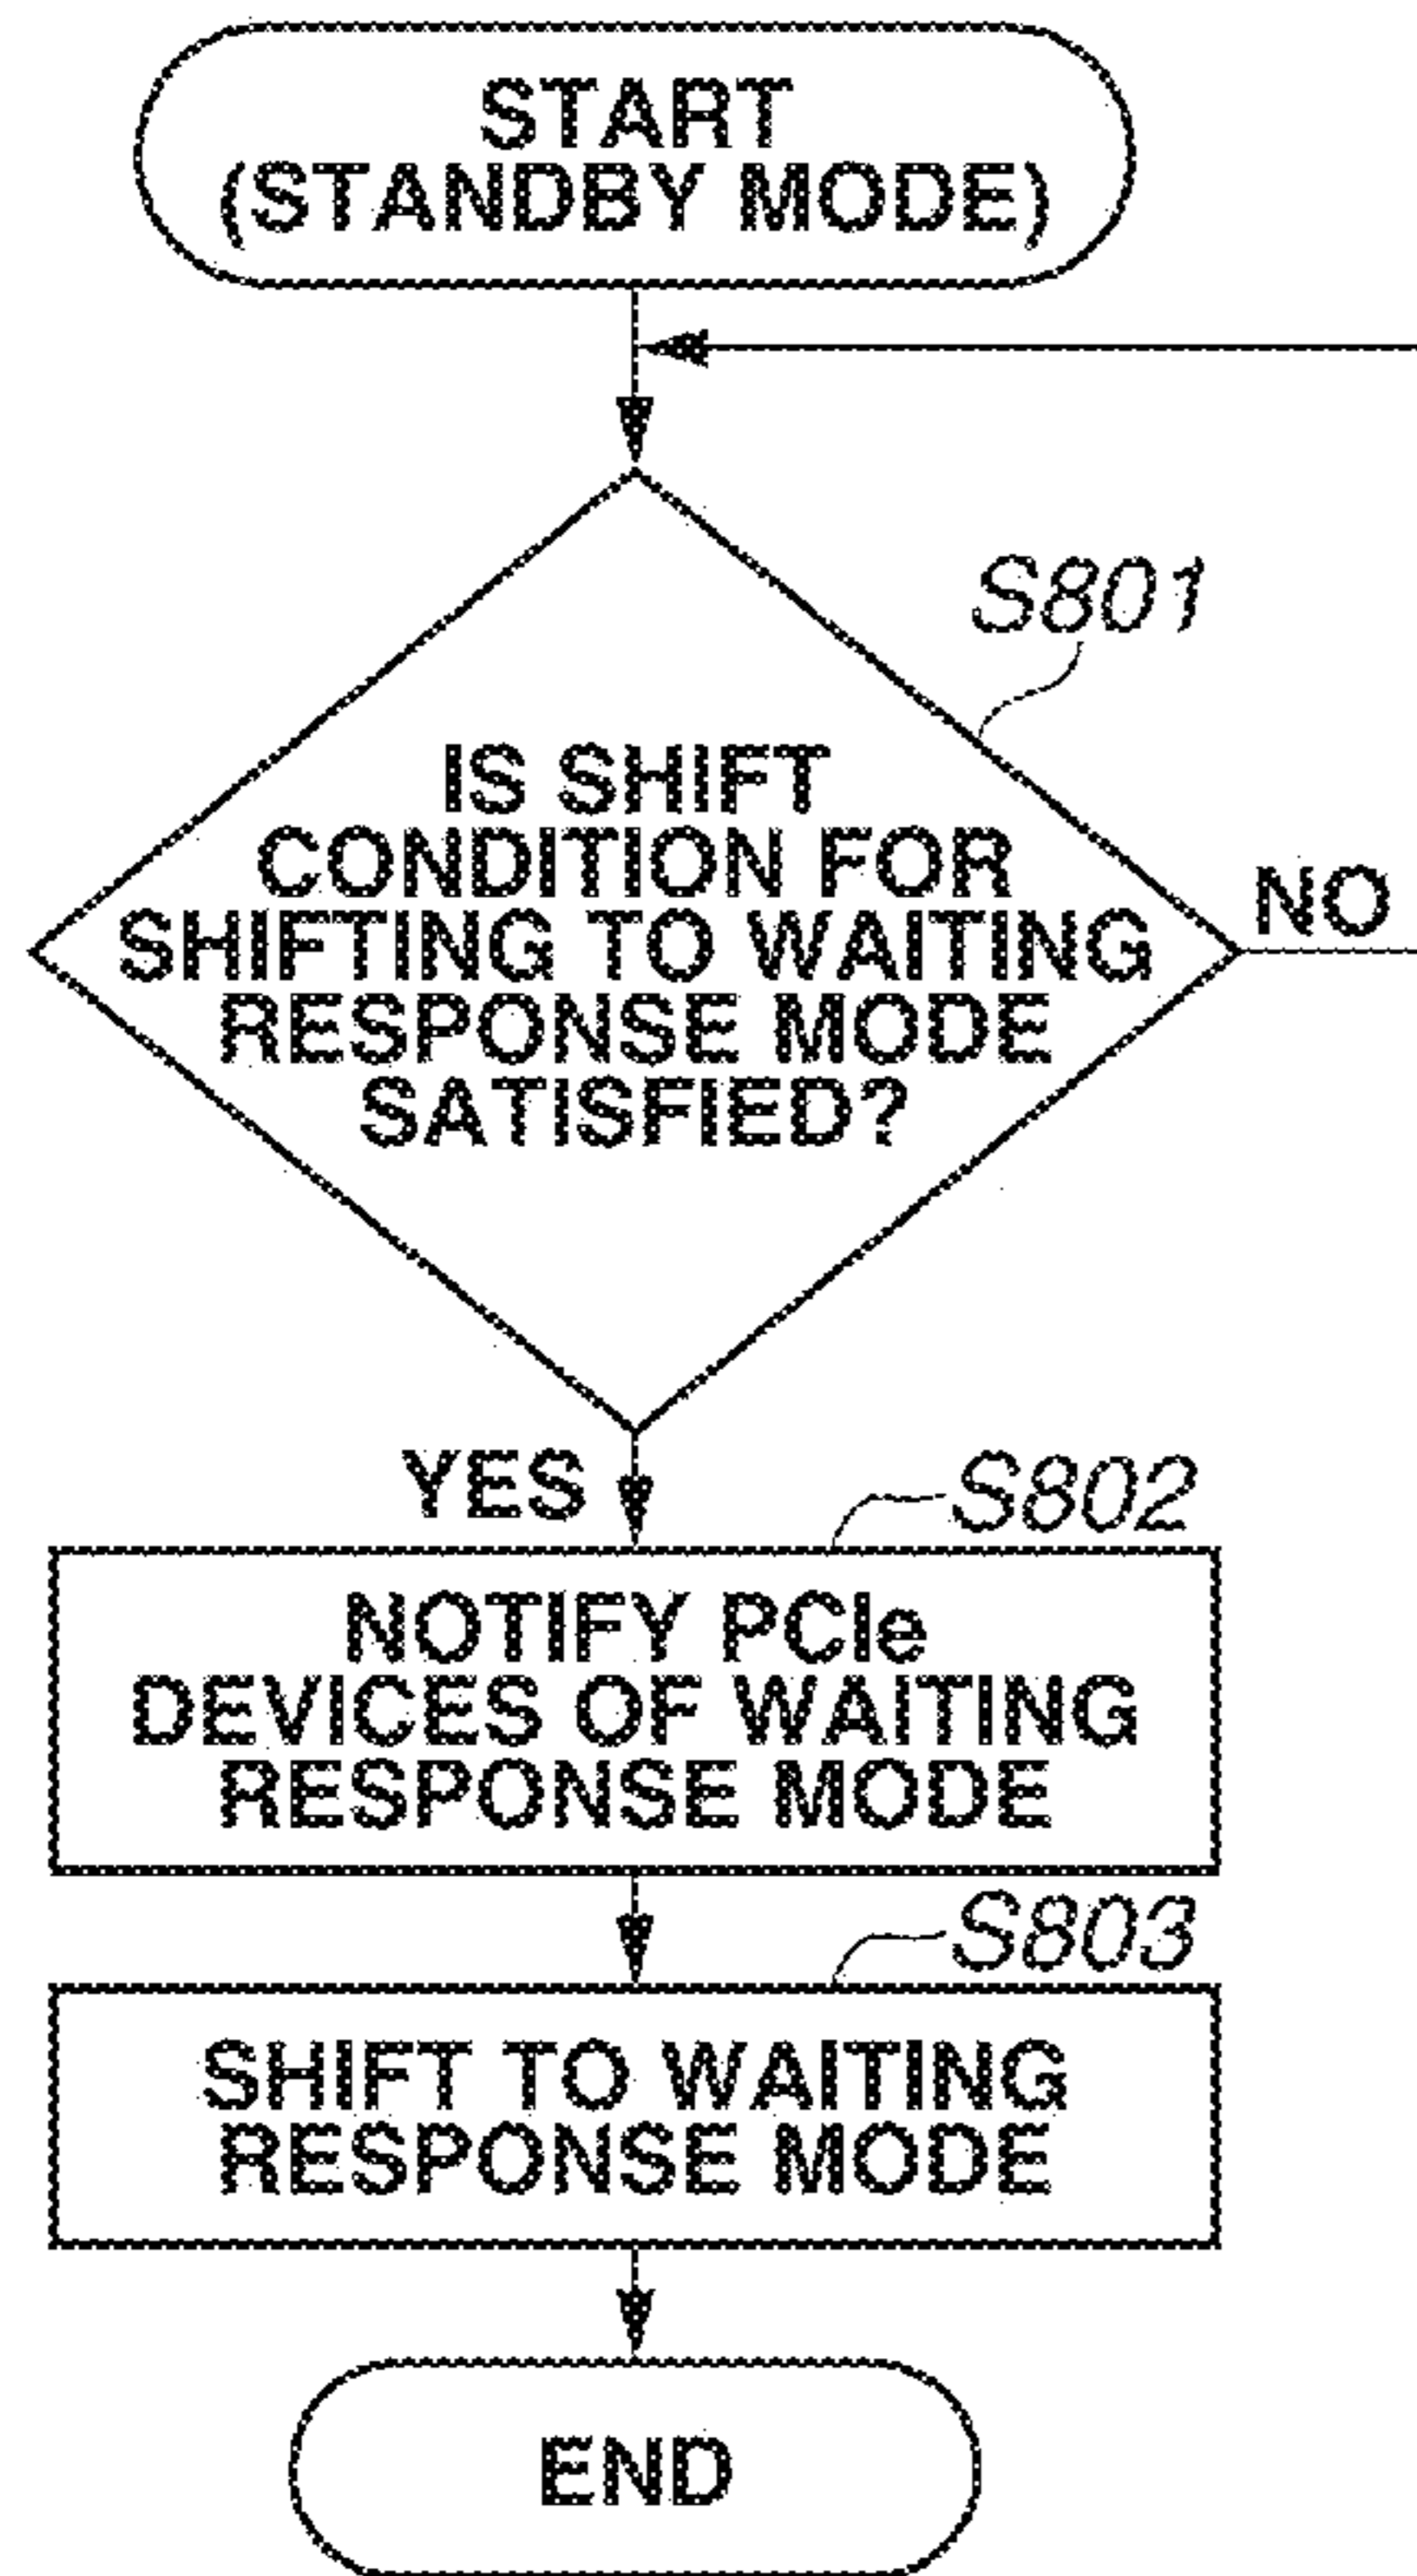 START
(STANDBY MODE)
S801
IS SHIFT
CONDITION FOR
SHIFTING TO WAITING
RESPONSE MODE
SATISFIED?
NO
YES
S802
NOTIFY PCIe
DEVICES OF WAITING
RESPONSE MODE
S803
SHIFT TO WAITING
RESPONSE MODE
END